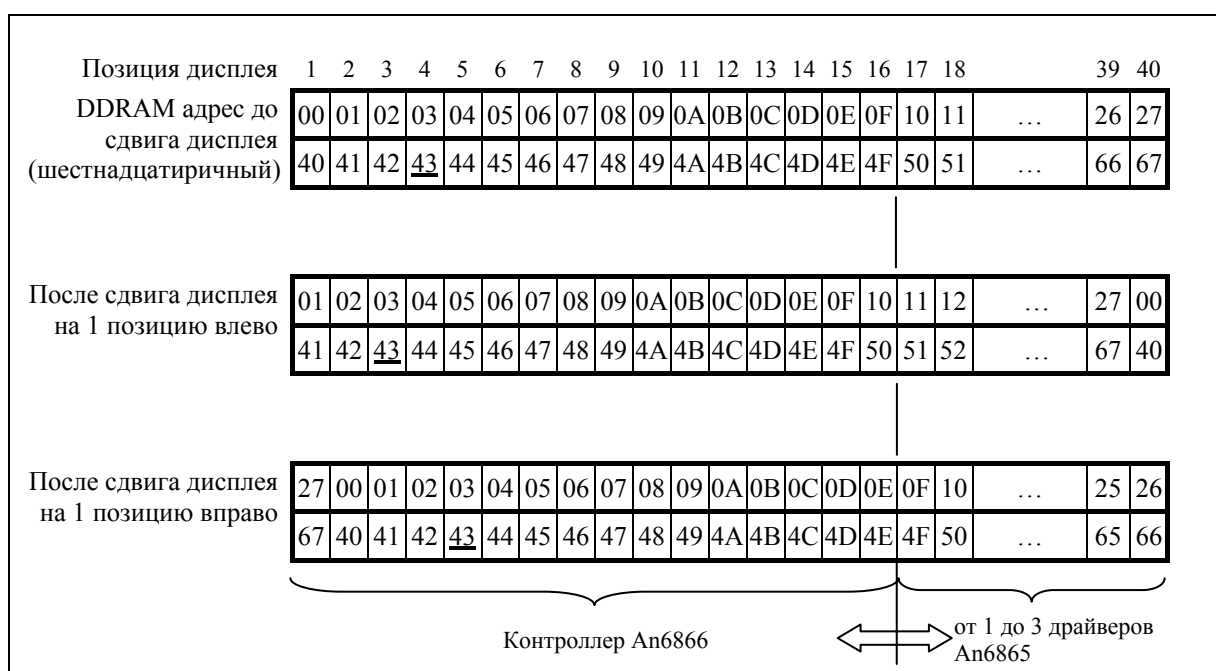 Позиция дисплея 1 2 3 4 5 6 7 8 9 10 11 12 13 14 15 16 17 18 39 40
DDRAM адрес до
сдвига дисплея
(шестнадцатиричный)
00 01 02 03 04 05 06 07 08 09 0A 0B 0C 0D 0E 0F 10 11 … 26 27
40 41 42 43 44 45 46 47 48 49 4A 4B 4C 4D 4E 4F 50 51 … 66 67
После сдвига дисплея
на 1 позицию влево
01 02 03 04 05 06 07 08 09 0A 0B 0C 0D 0E 0F 10 11 12 … 27 00
41 42 43 44 45 46 47 48 49 4A 4B 4C 4D 4E 4F 50 51 52 … 67 40
После сдвига дисплея
на 1 позицию вправо
27 00 01 02 03 04 05 06 07 08 09 0A 0B 0C 0D 0E 0F 10 … 25 26
67 40 41 42 43 44 45 46 47 48 49 4A 4B 4C 4D 4E 4F 50 … 65 66
Контроллер An6866
от 1 до 3 драйверов
An6865